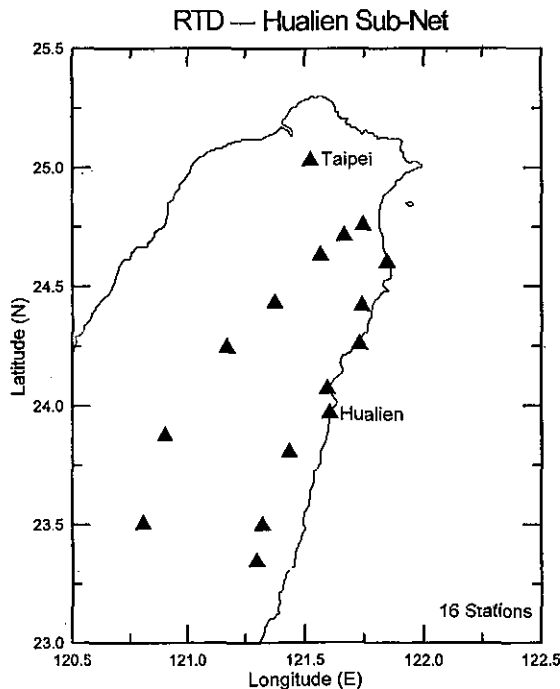 RTD — Hualien Sub-Net
25.5
25.0
24.5
24.0
23.5
23.0
Latitude (N)
Taipei
Hualien
16 Stations
120.5 121.0 121.5 122.0 122.5
Longitude (E)